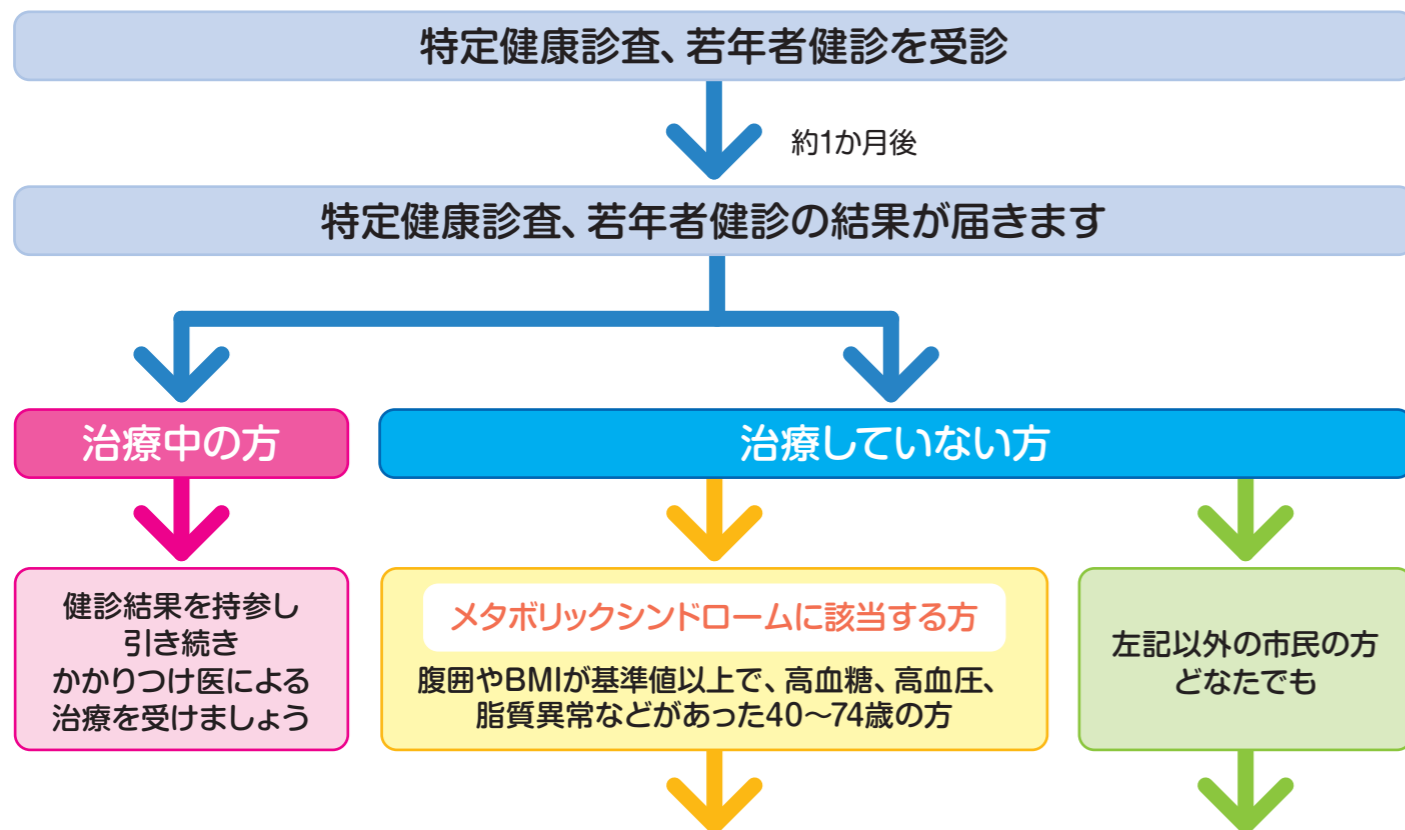 特定健康診査、若年者健診を受診
約1か月後
特定健康診査、若年者健診の結果が届きます
治療中の方
治療していない方
健診結果を持参し
引き続き
かかりつけ医による
治療を受けましょう
メタボリックシンドロームに該当する方
腹囲やBMIが基準値以上で、高血糖、高血圧、
脂質異常などがあった40〜74歳の方
左記以外の市民の方
どなたでも